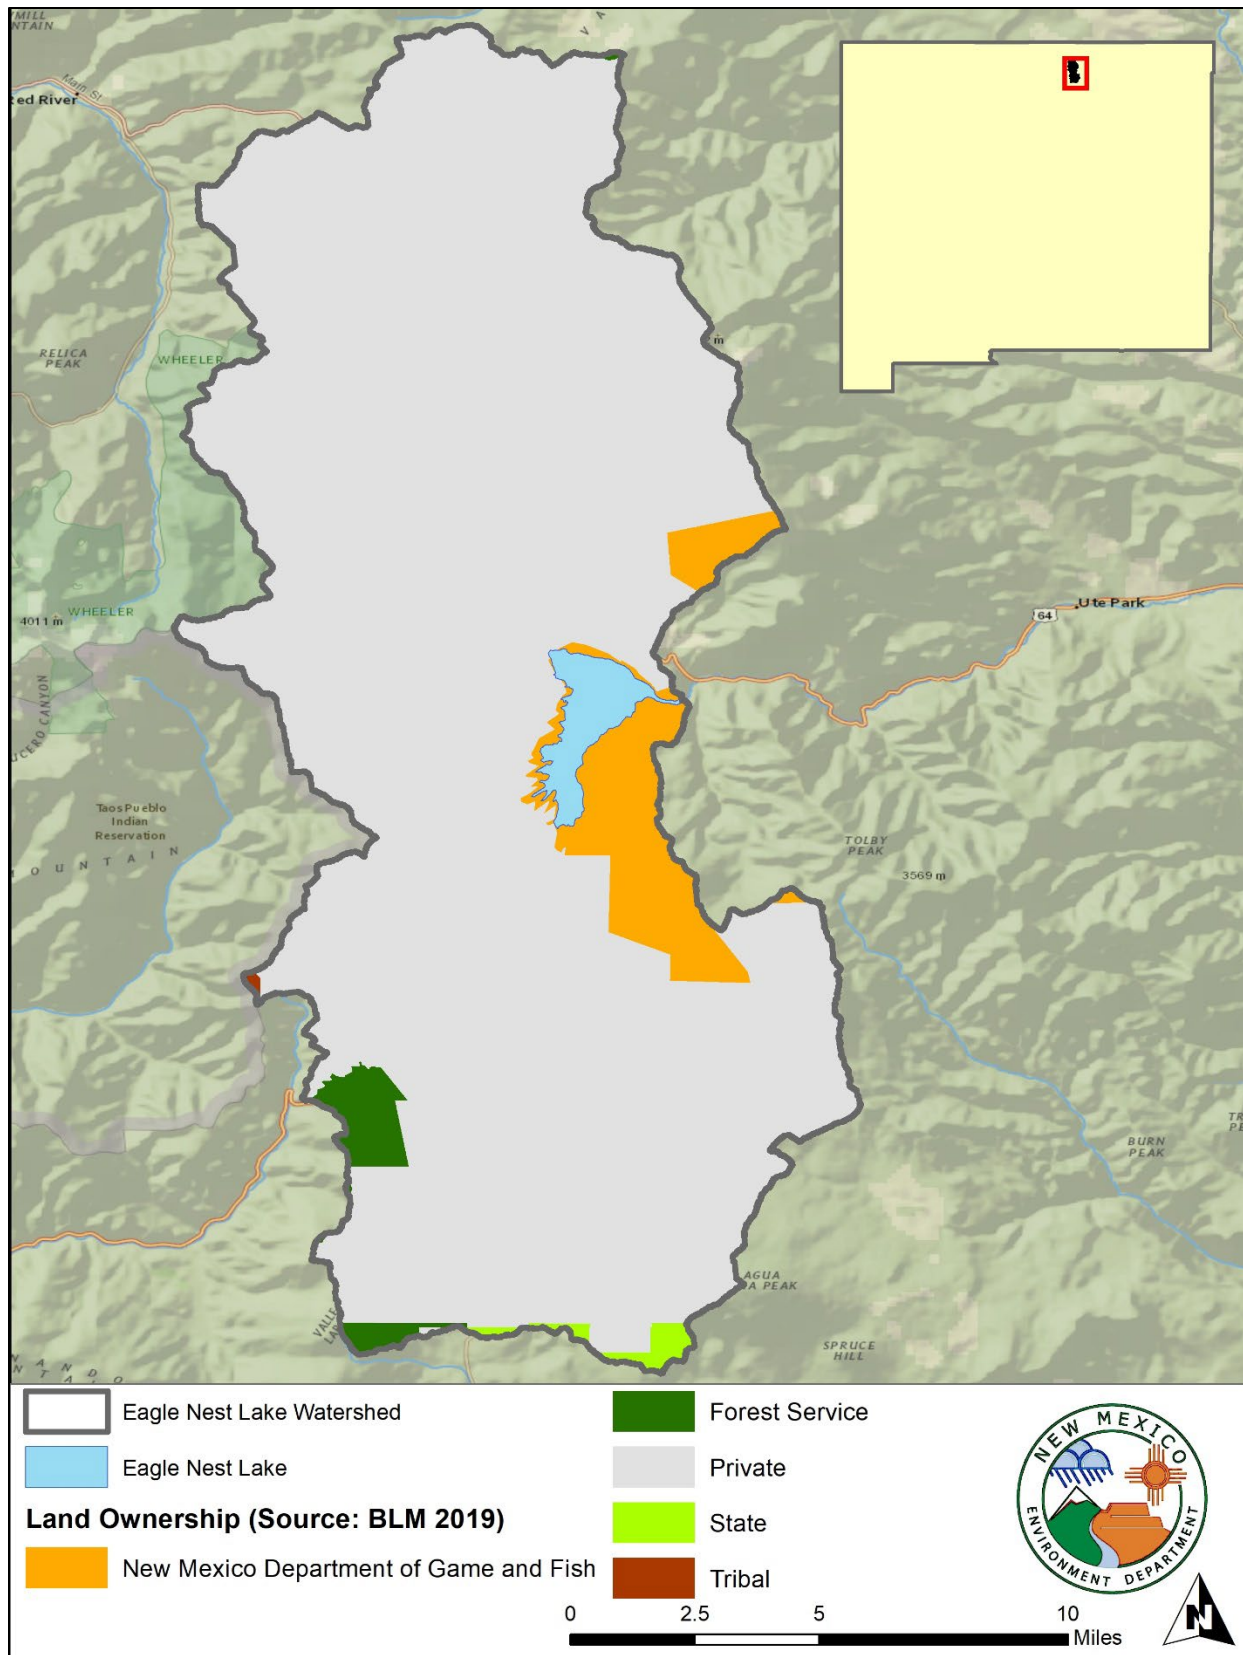 MILL
NTAIN
V A
Main St
Red River
RELICA
PEAK
WHEELER
m
WHEELER
4011 m
64
Ute Park
UCERO CANYON
Taos Pueblo
Indian
Reservation
MOUNTAIN
TOLBY
PEAK
3569 m
BURN
PEAK
AGUA
A PEAK
SPRUCE
HILL
VALLE
Eagle Nest Lake Watershed
Eagle Nest Lake
Land Ownership (Source: BLM 2019)
New Mexico Department of Game and Fish
Forest Service
Private
State
Tribal
NEW MEXICO
ENVIRONMENT DEPARTMENT
0 2.5 5 10
Miles
N